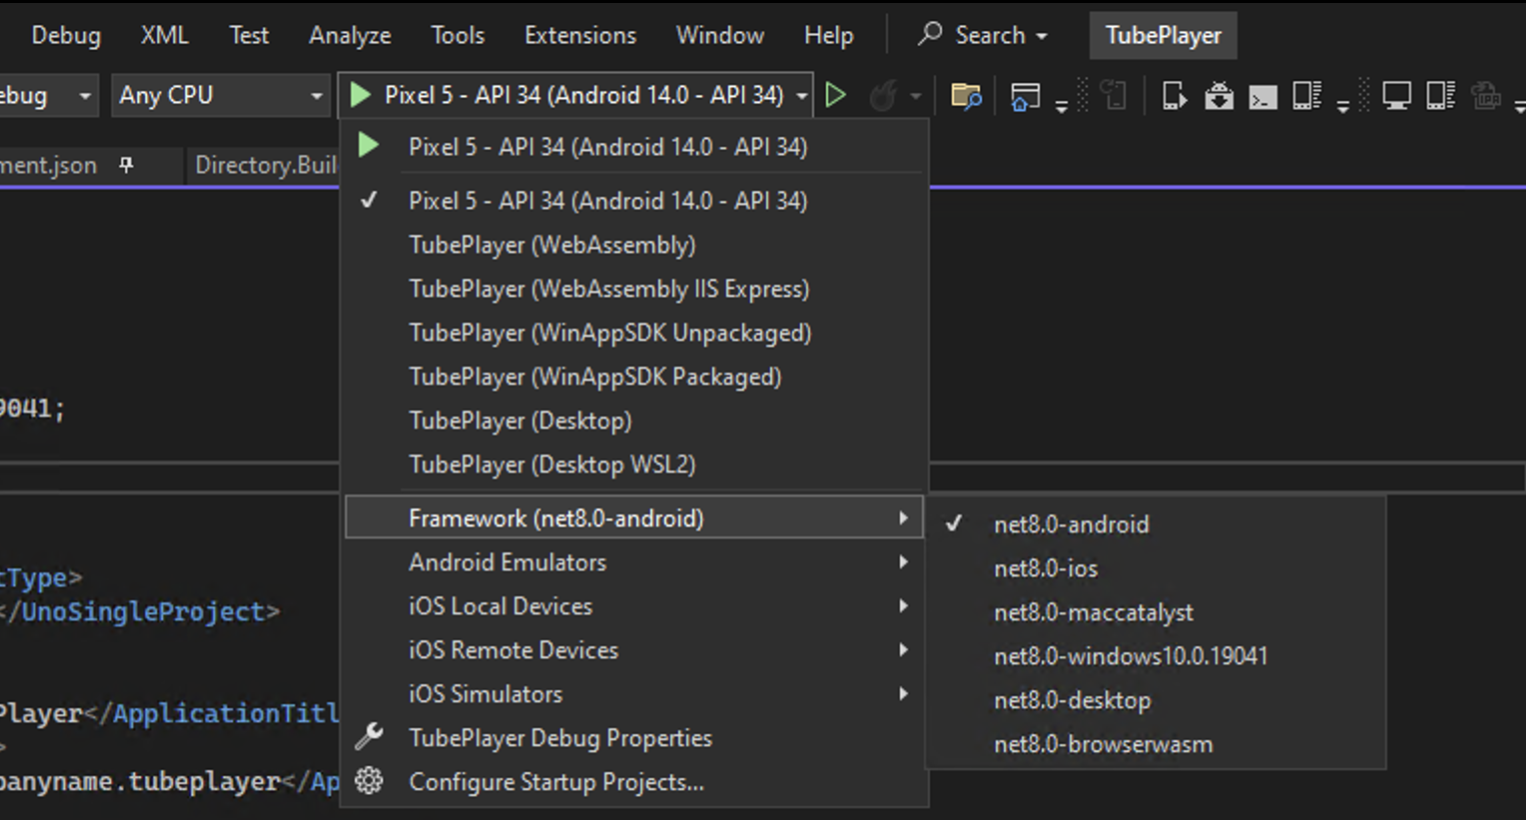 Debug XML Test Analyze Tools Extensions Window Help Search TubePlayer
ebug Any CPU Pixel 5 - API 34 (Android 14.0 - API 34)
ment.json Directory.Buil
Pixel 5 - API 34 (Android 14.0 - API 34)
Pixel 5 - API 34 (Android 14.0 - API 34)
TubePlayer (WebAssembly)
TubePlayer (WebAssembly IIS Express)
TubePlayer (WinAppSDK Unpackaged)
TubePlayer (WinAppSDK Packaged)
TubePlayer (Desktop)
TubePlayer (Desktop WSL2)
Framework (net8.0-android)
Android Emulators
iOS Local Devices
iOS Remote Devices
iOS Simulators
TubePlayer Debug Properties
Configure Startup Projects...
net8.0-android
net8.0-ios
net8.0-maccatalyst
net8.0-windows10.0.19041
net8.0-desktop
net8.0-browserwasm
9041;
tType>
</UnoSingleProject>
Player</ApplicationTitl
>
panyname.tubeplayer</Ap